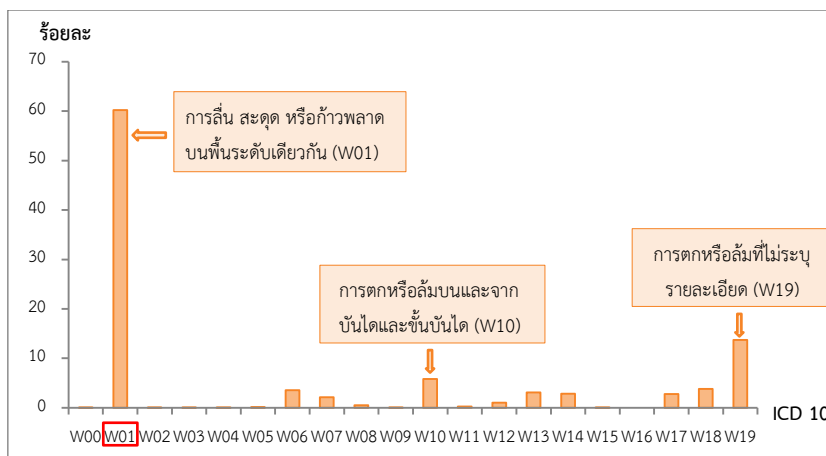 ร้อยละ
70
60
50
40
30
20
10
0
การลื่น สะดุด หรือก้าวพลาด
บนพื้นระดับเดียวกัน (W01)
การตกหรือล้มบนและจาก
บันไดและขั้นบันได (W10)
การตกหรือล้มที่ไม่ระบุ
รายละเอียด (W19)
W00 W01 W02 W03 W04 W05 W06 W07 W08 W09 W10 W11 W12 W13 W14 W15 W16 W17 W18 W19
ICD 10